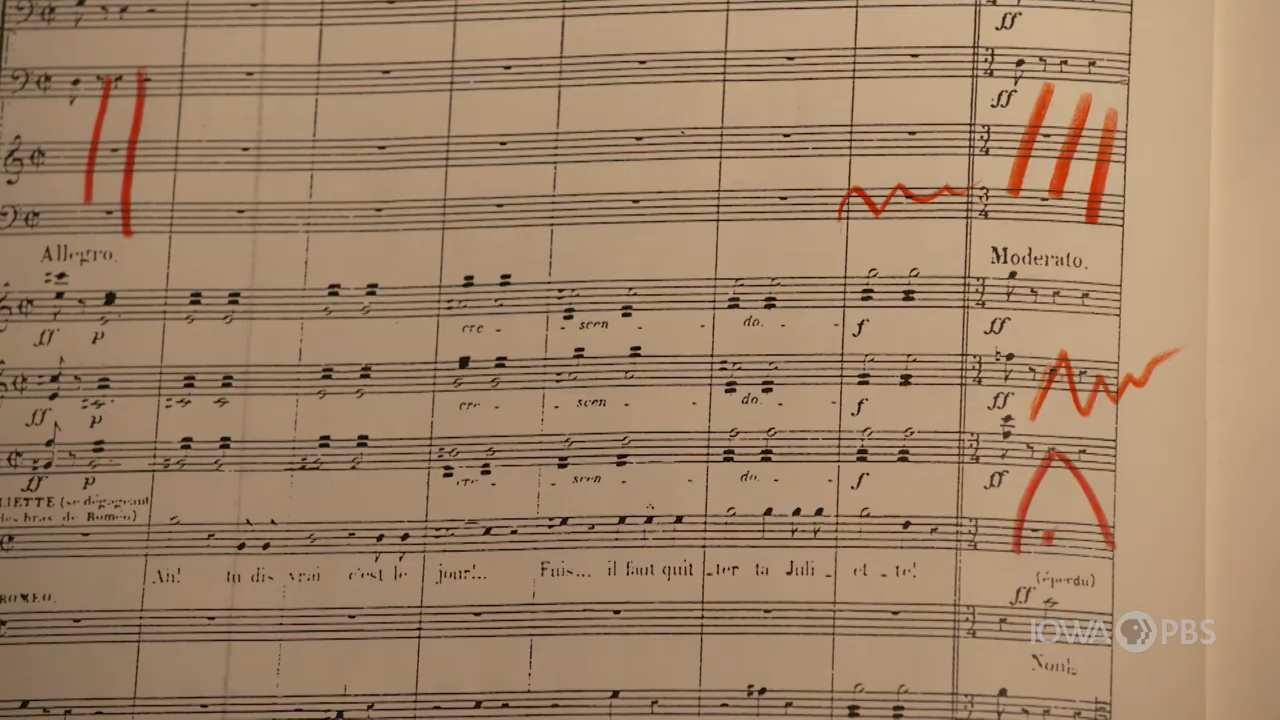 ff
ff
Allegro.
Moderato.
ff p cre - scen - do. - f ff
ff p cre - scen - do. - f ff
ff p cre - scen - do. - f ff
LIETTE (se dégageant
des bras de Roméo)
Ah! tu dis vrai c'est le jour!... Fuis... il faut quit - ter ta Juli - et - te!
(éperdu)
ROMEO.
ff
IOWA PBS
Non!